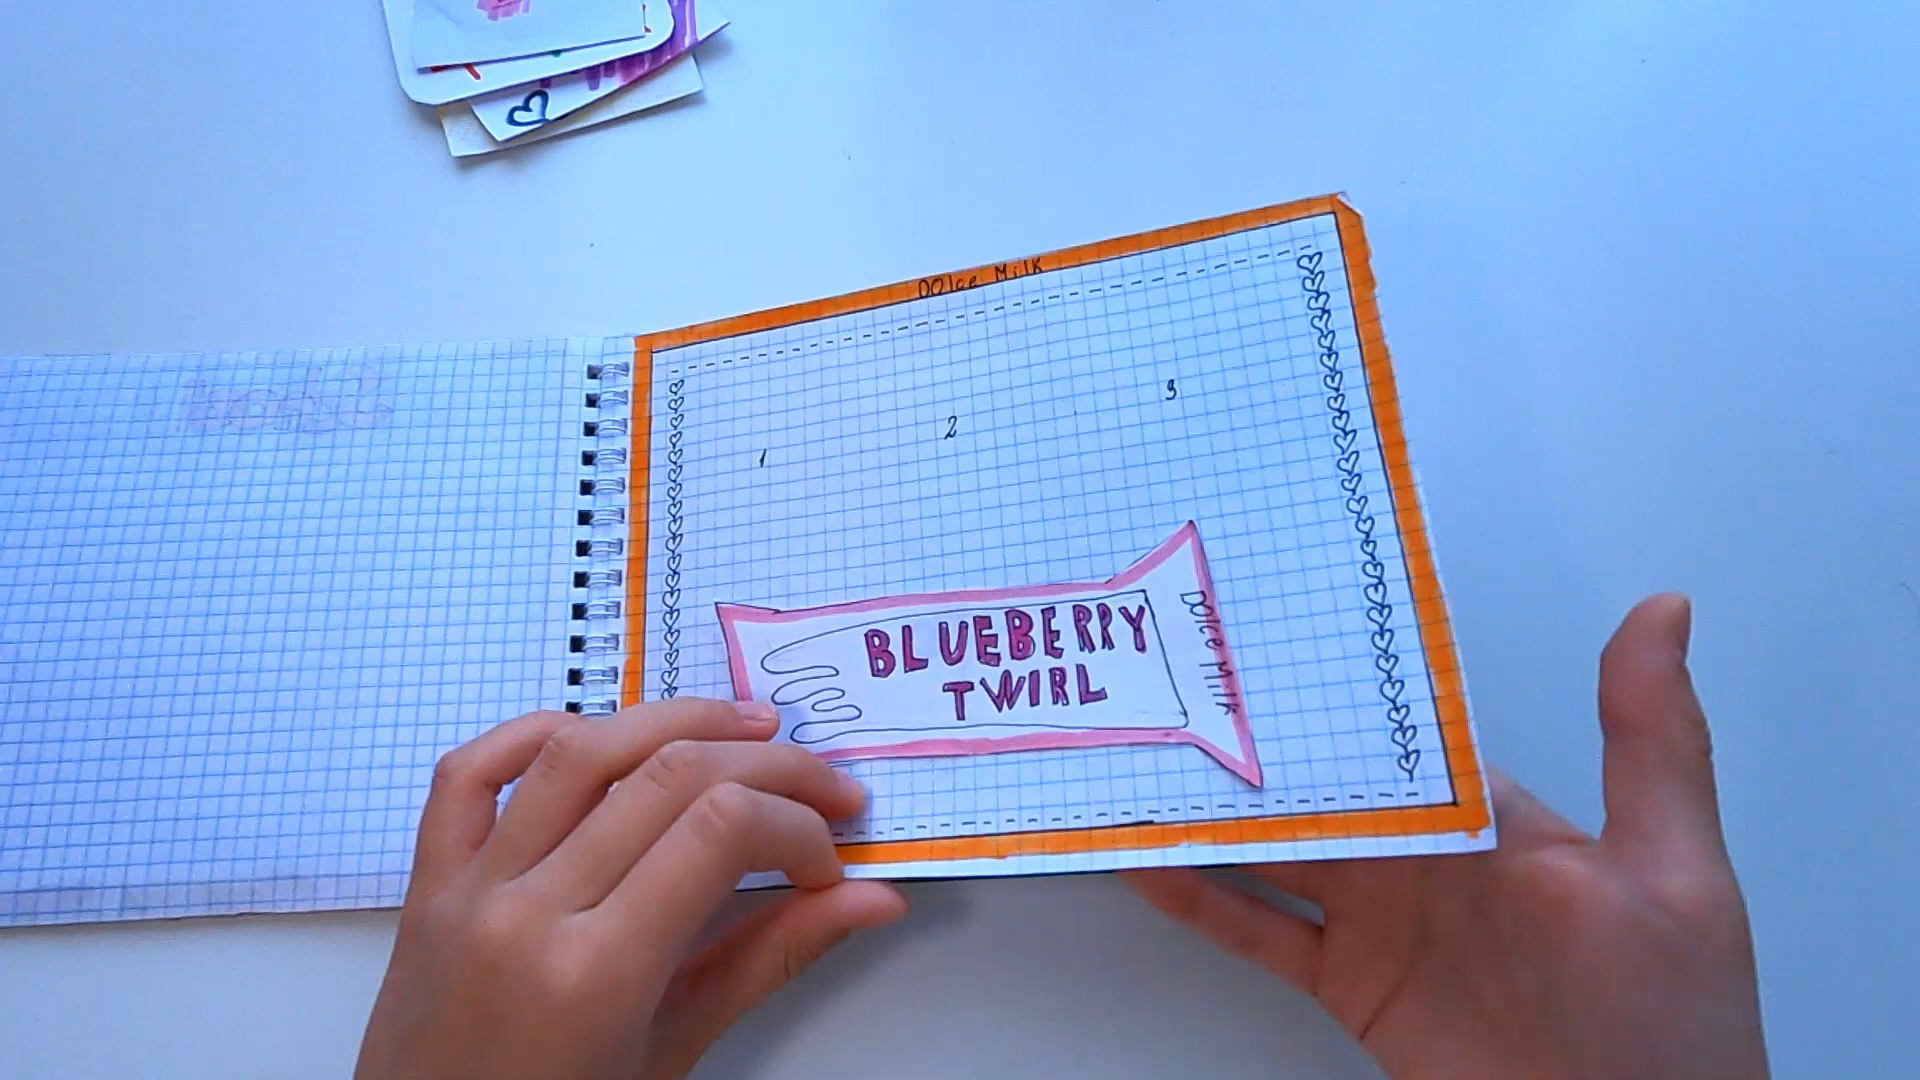 DOlce Milk
1
2
3
BLUEBERRY
TWIRL
DOlce Milk